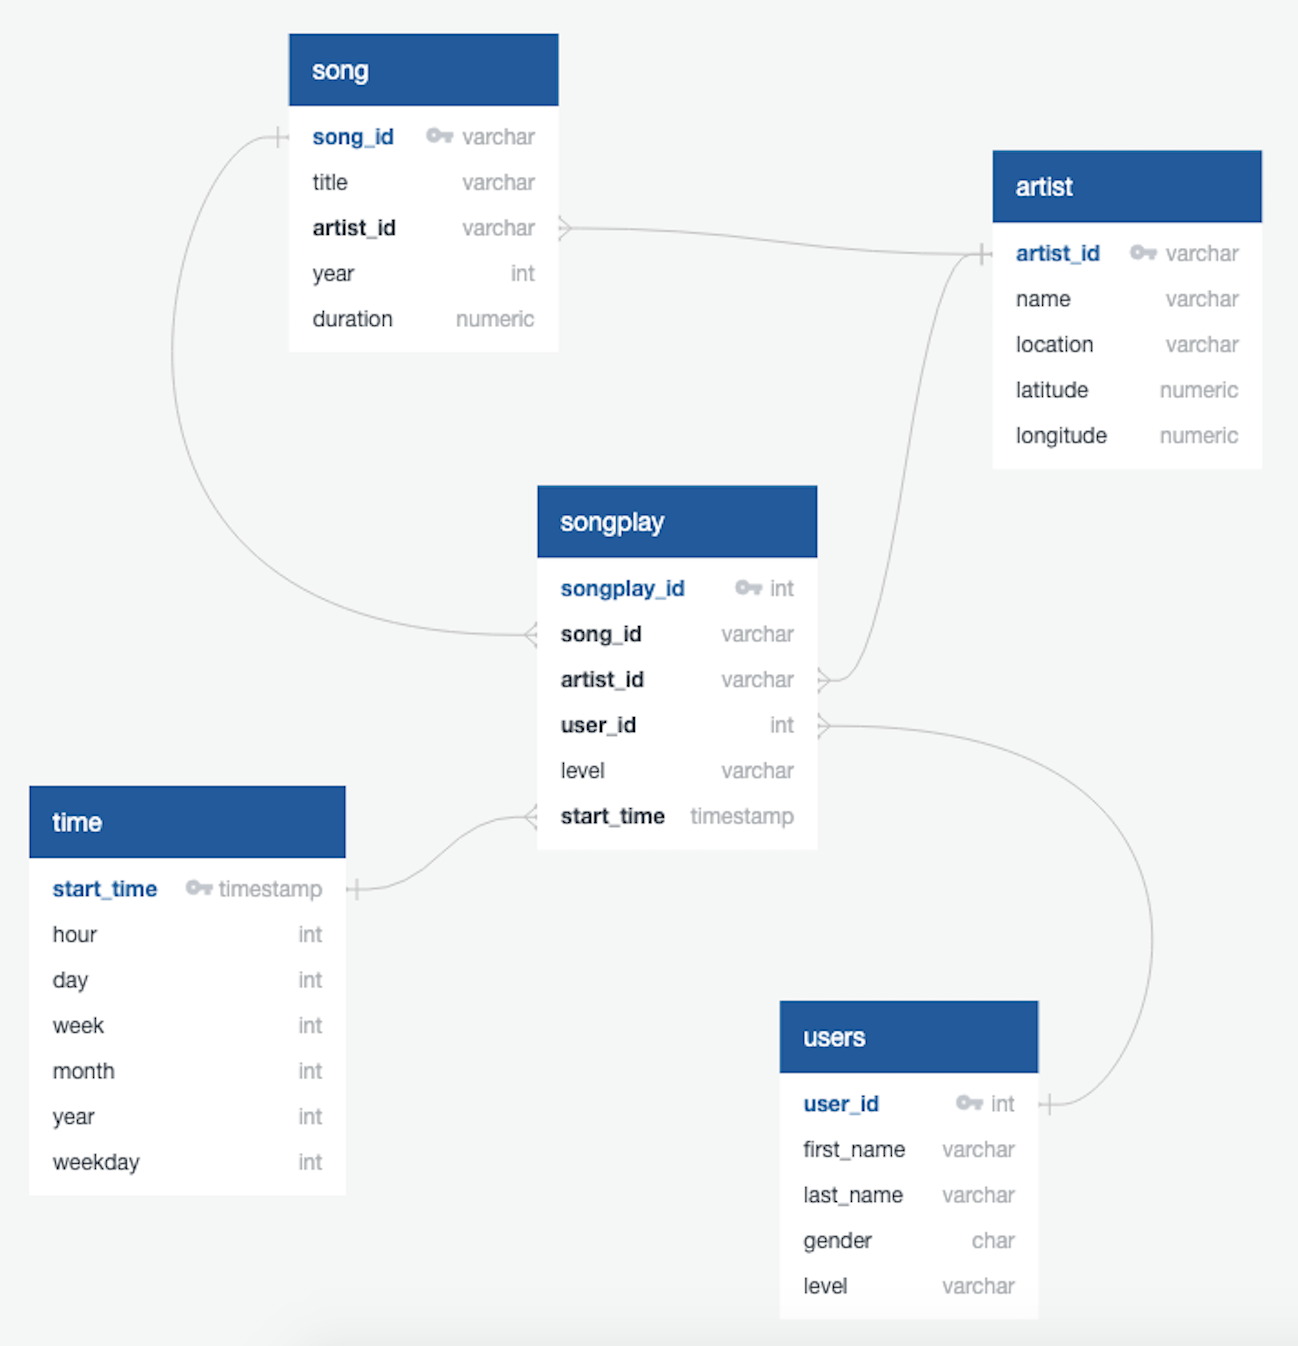 song
song_id varchar
title varchar
artist_id varchar
year int
duration numeric
artist
artist_id varchar
name varchar
location varchar
latitude numeric
longitude numeric
songplay
songplay_id int
song_id varchar
artist_id varchar
user_id int
level varchar
start_time timestamp
time
start_time timestamp
hour int
day int
week int
month int
year int
weekday int
users
user_id int
first_name varchar
last_name varchar
gender char
level varchar